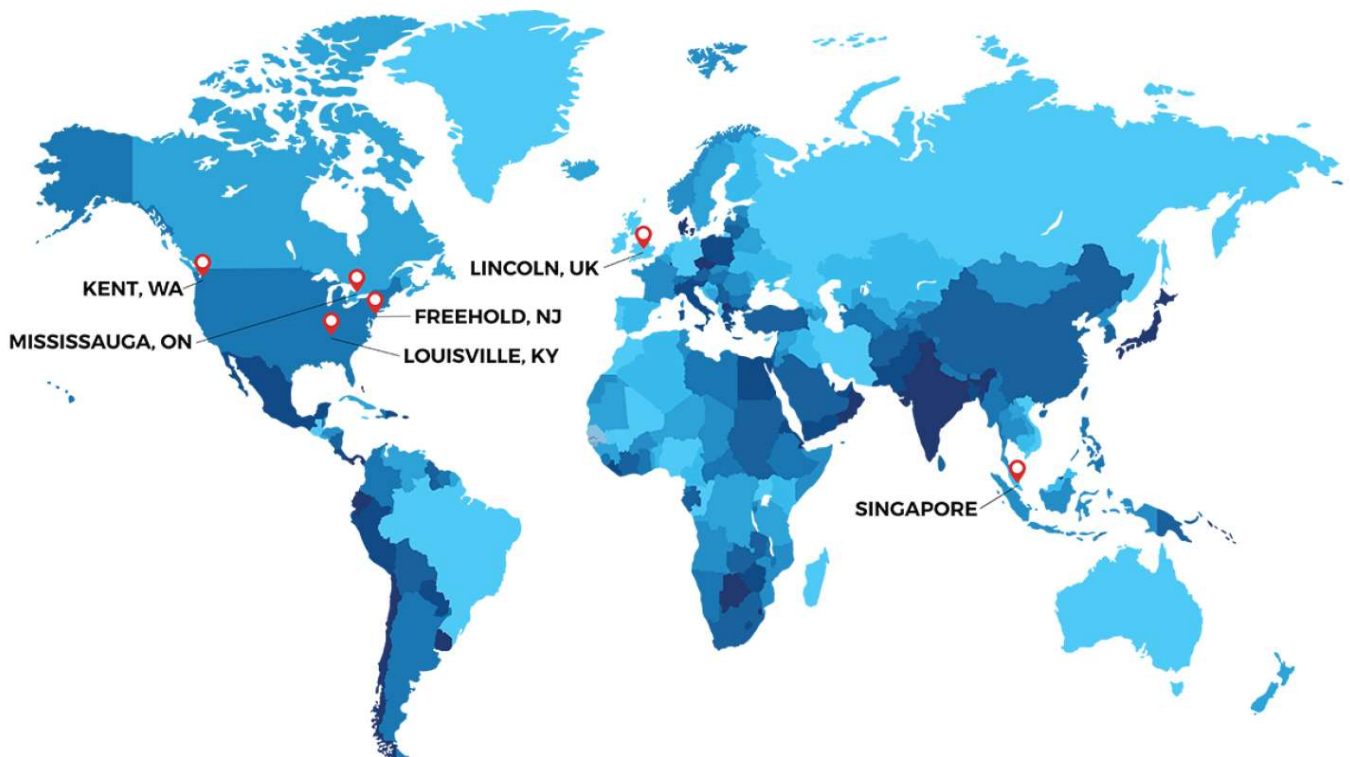 LINCOLN, UK
KENT, WA
FREEHOLD, NJ
MISSISSAUGA, ON
LOUISVILLE, KY
SINGAPORE